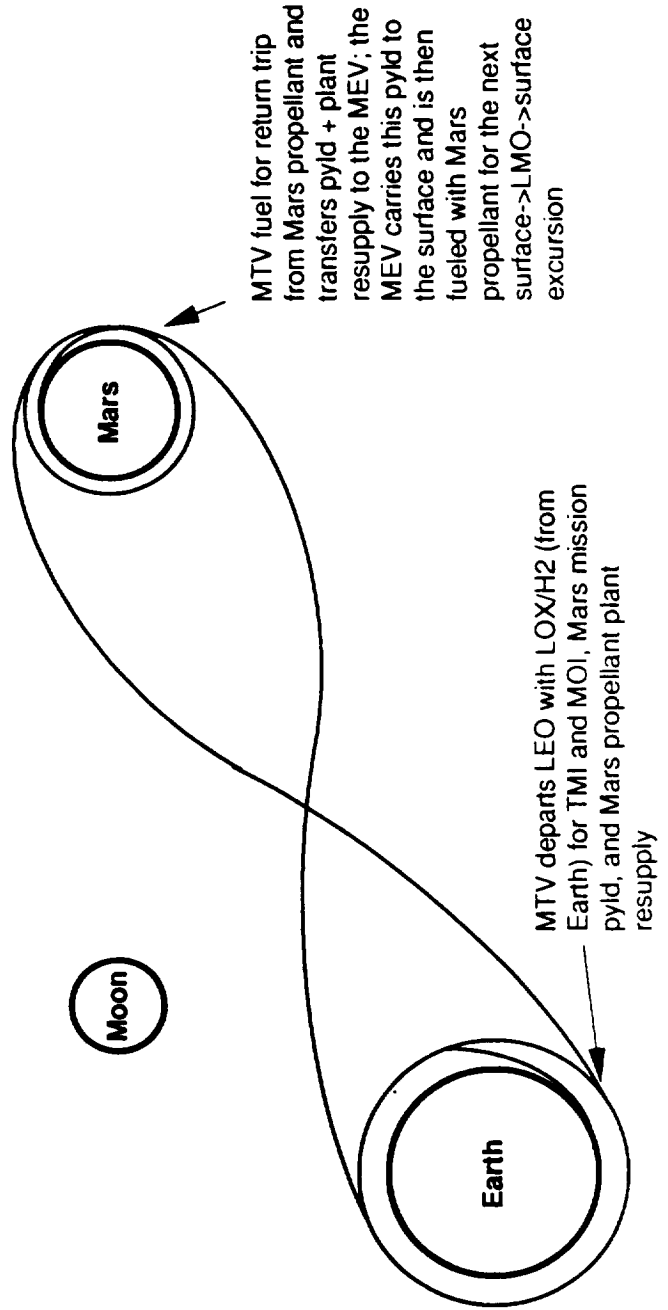 Moon
Mars
MTV fuel for return trip
from Mars propellant and
transfers pyld + plant
resupply to the MEV; the
MEV carries this pyld to
the surface and is then
fueled with Mars
propellant for the next
surface->LMO->surface
excursion
Earth
MTV departs LEO with LOX/H2 (from
Earth) for TMI and MOI, Mars mission
pyld, and Mars propellant plant
resupply